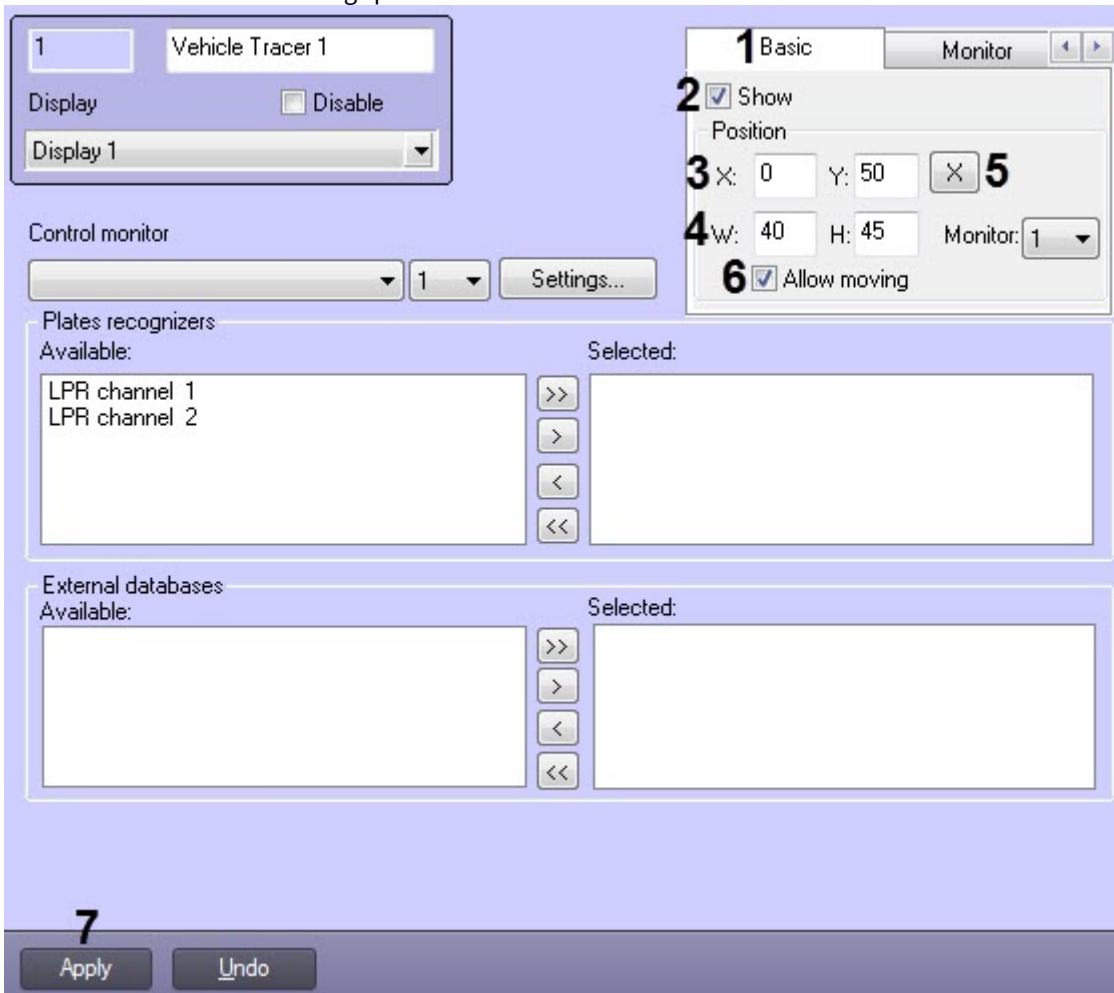 1 Vehicle Tracer 1
Display Disable
Display 1
1 Basic Monitor
2 Show
Position
3 X: 0 Y: 50 X 5
4 W: 40 H: 45 Monitor: 1
6 Allow moving
Control monitor
1 Settings...
Plates recognizers
Available: Selected:
LPR channel 1
LPR channel 2
>>
>
<
<<
External databases
Available: Selected:
>>
>
<
<<
7
Apply Undo